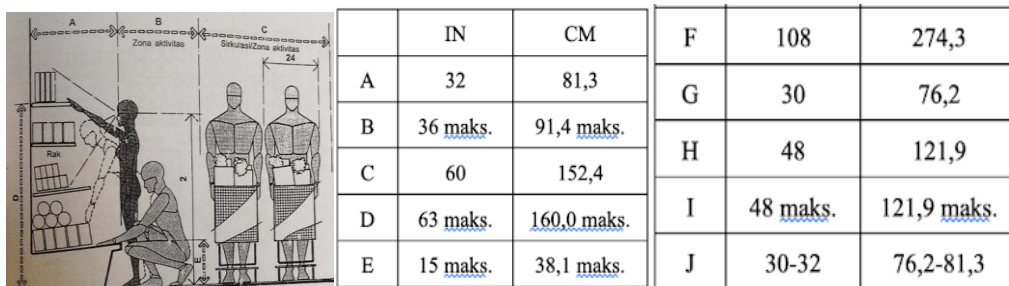 A
B
C
Zona aktivitas
Sirkulasi/Zona aktivitas
24
Rak
D
2
E
IN CM
A 32 81,3
B 36 maks. 91,4 maks.
C 60 152,4
D 63 maks. 160,0 maks.
E 15 maks. 38,1 maks.
F 108 274,3
G 30 76,2
H 48 121,9
I 48 maks. 121,9 maks.
J 30-32 76,2-81,3